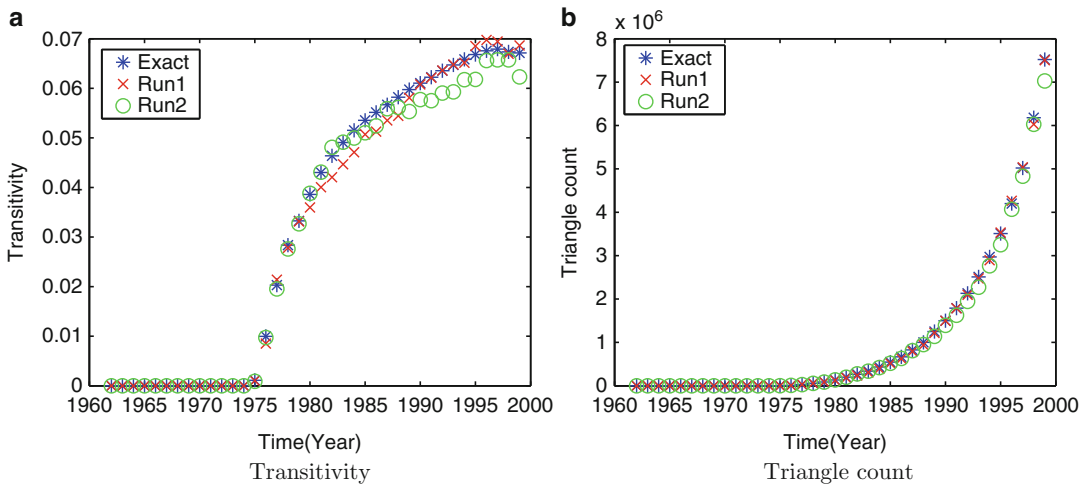 a
0.07
0.06
0.05
0.04
0.03
0.02
0.01
0
Transitivity
Exact
Run1
Run2
1960 1965 1970 1975 1980 1985 1990 1995 2000
Time(Year)
Transitivity
b
x 10^6
8
7
6
5
4
3
2
1
0
Triangle count
Exact
Run1
Run2
1960 1965 1970 1975 1980 1985 1990 1995 2000
Time(Year)
Triangle count